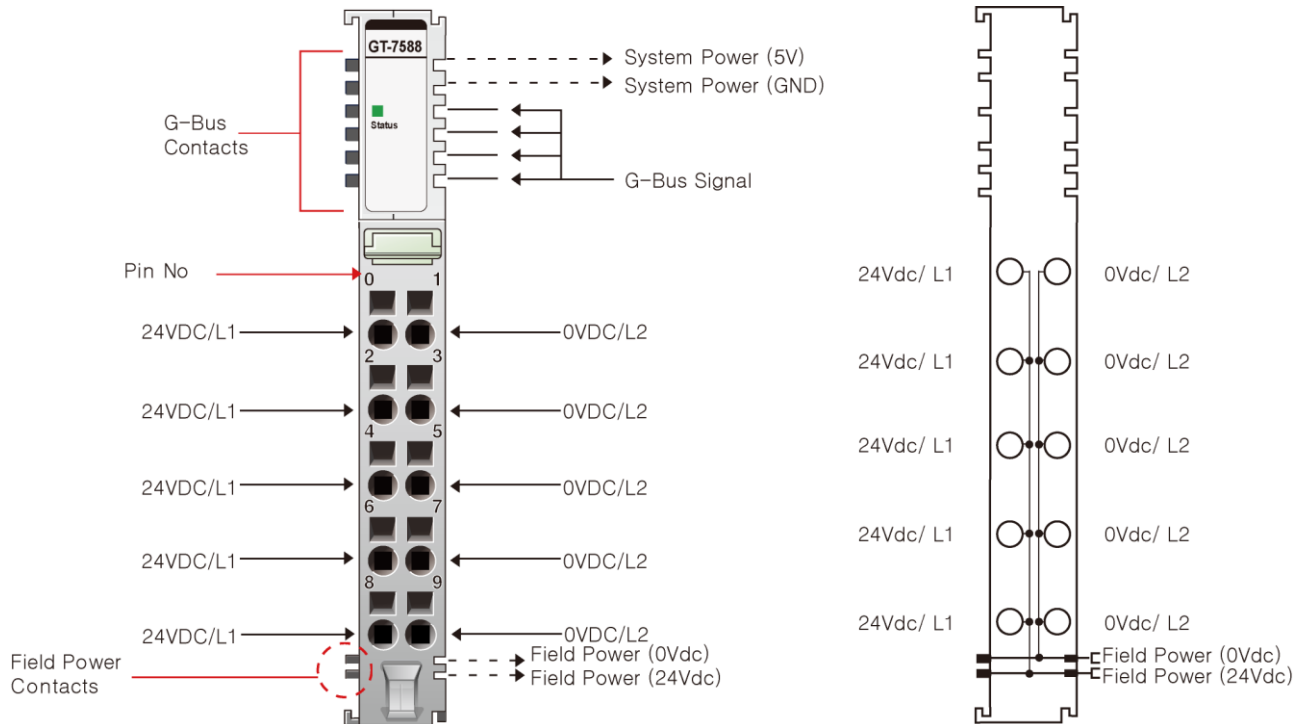 GT-7588
Status
System Power (5V)
System Power (GND)
G-Bus
Contacts
G-Bus Signal
Pin No
0 1
24VDC/L1 0VDC/L2
2 3
24VDC/L1 0VDC/L2
4 5
24VDC/L1 0VDC/L2
6 7
24VDC/L1 0VDC/L2
8 9
24VDC/L1 0VDC/L2
Field Power
Contacts
Field Power (0Vdc)
Field Power (24Vdc)
24Vdc/ L1 0Vdc/ L2
24Vdc/ L1 0Vdc/ L2
24Vdc/ L1 0Vdc/ L2
24Vdc/ L1 0Vdc/ L2
24Vdc/ L1 0Vdc/ L2
Field Power (0Vdc)
Field Power (24Vdc)